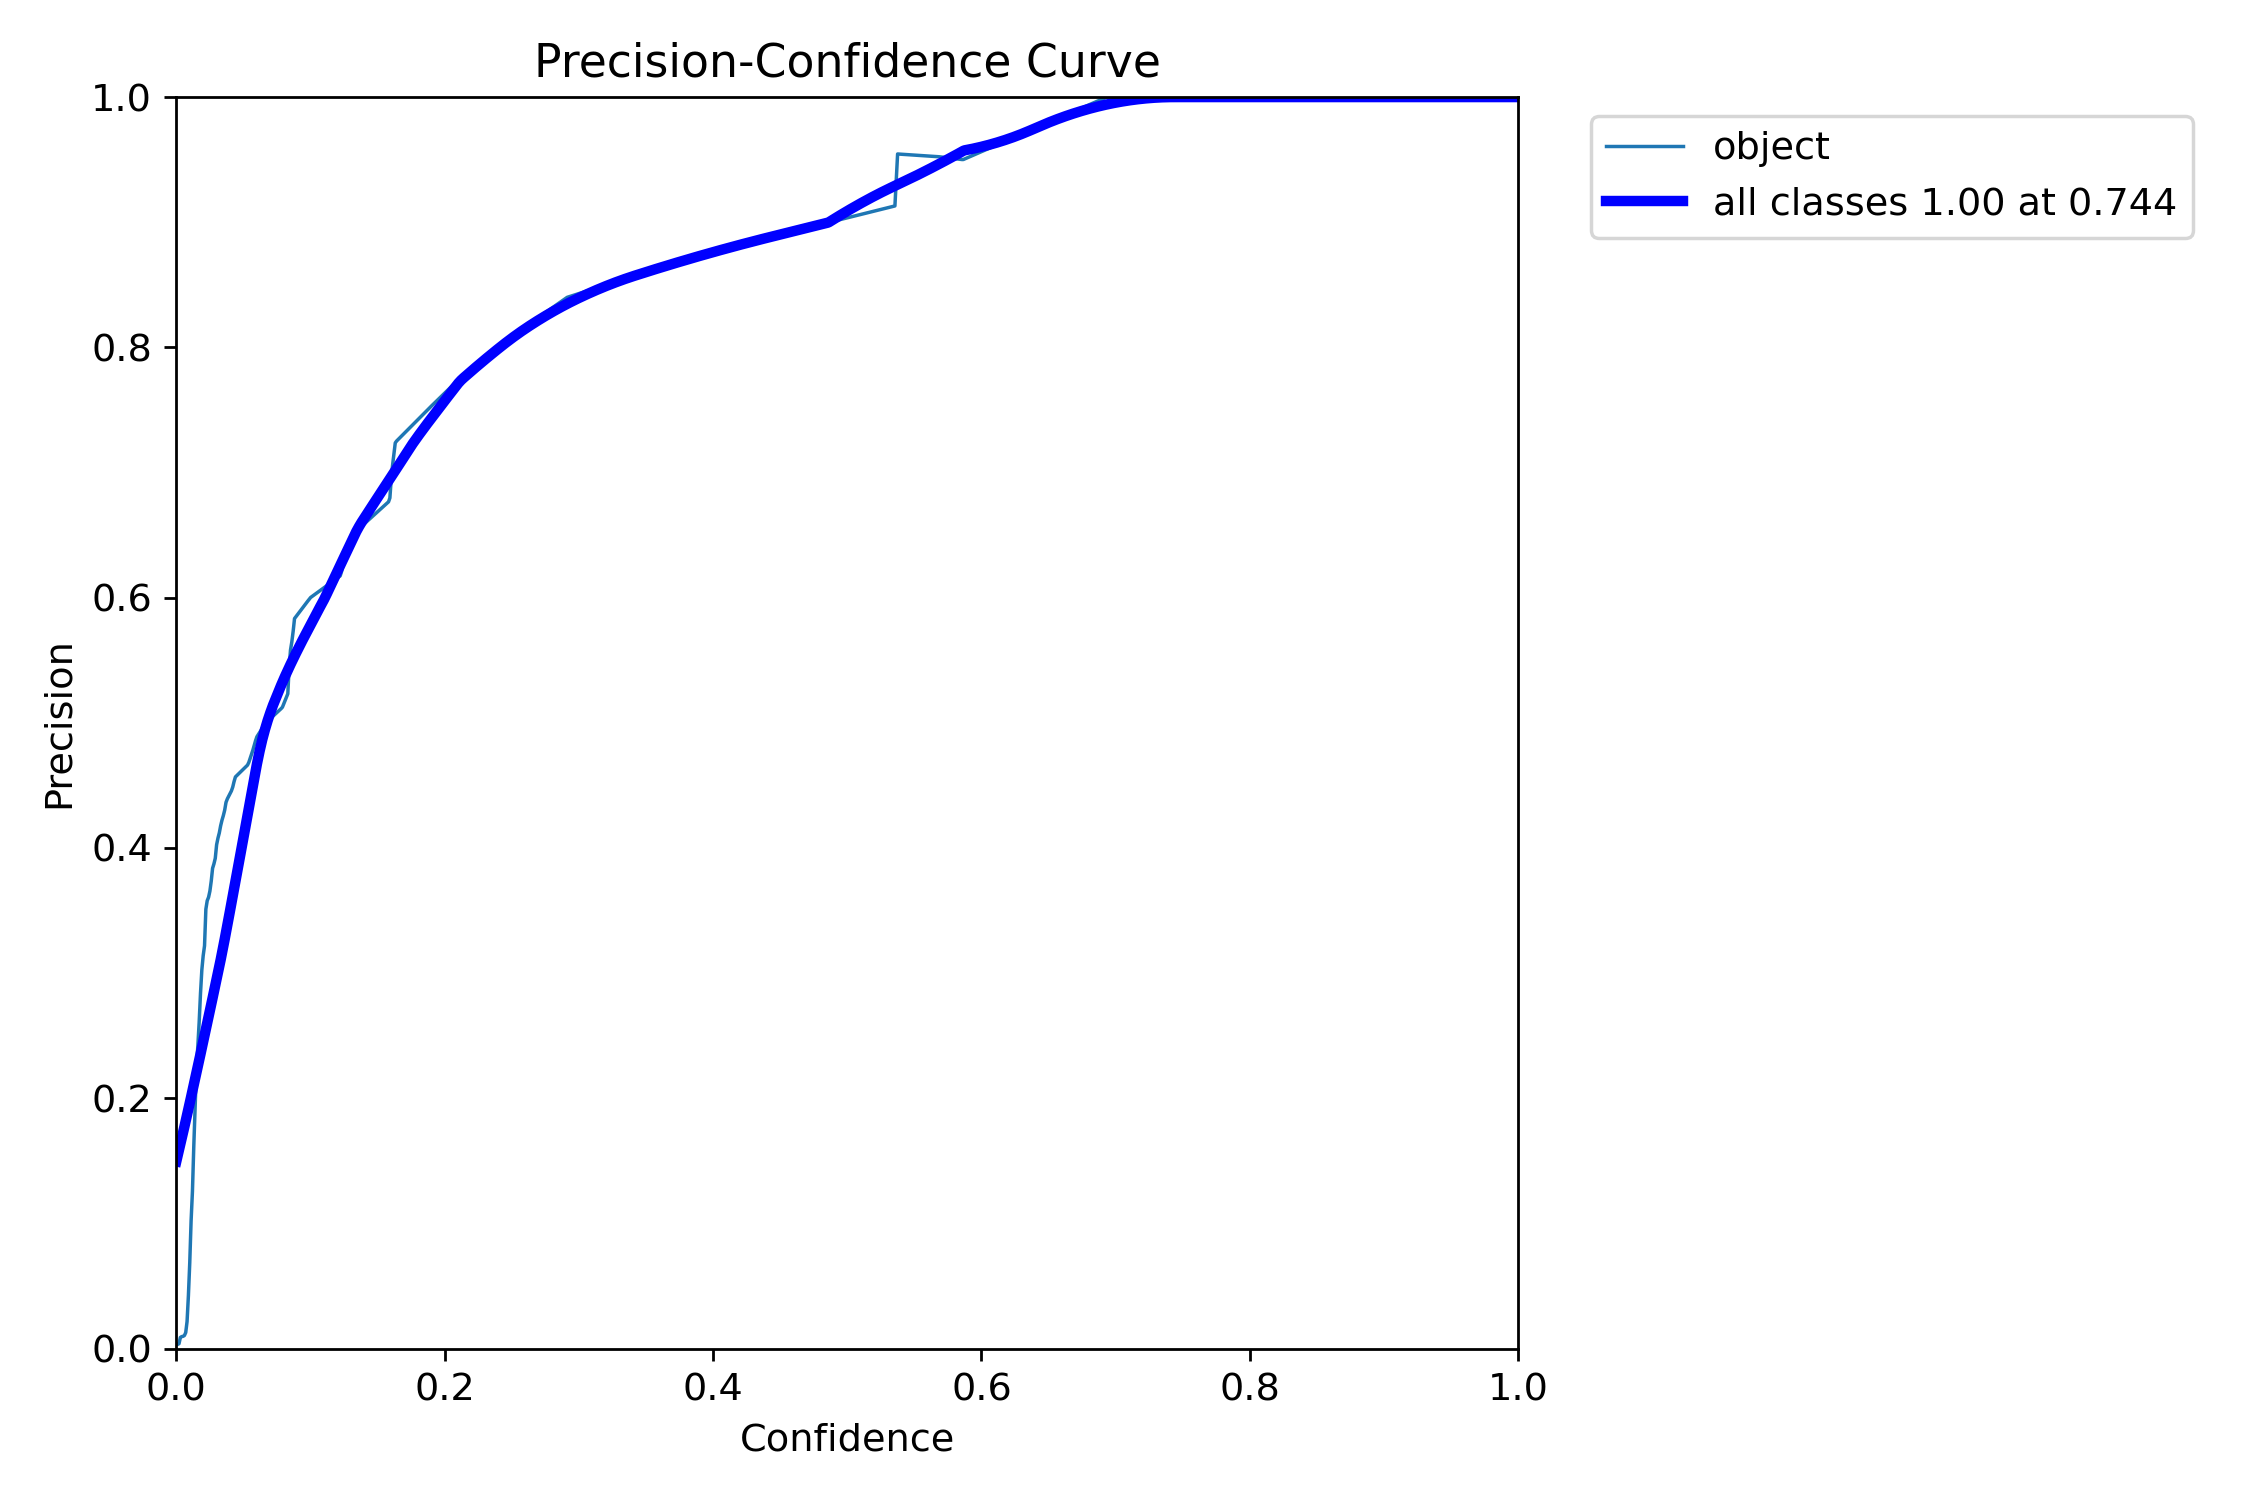 Precision-Confidence Curve
object
all classes 1.00 at 0.744
1.0
0.8
0.6
0.4
0.2
0.0
Precision
0.0 0.2 0.4 0.6 0.8 1.0
Confidence